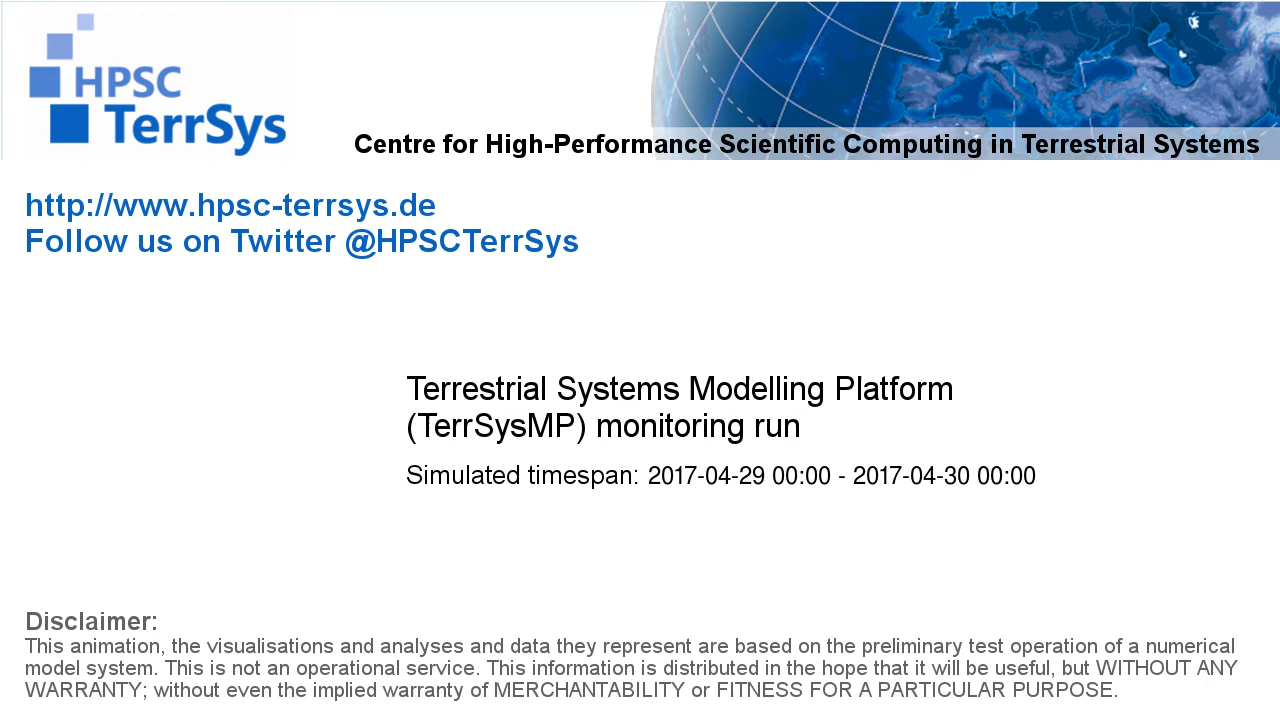 HPSC
TerrSys
Centre for High-Performance Scientific Computing in Terrestrial Systems
http://www.hpsc-terrsys.de
Follow us on Twitter @HPSCTerrSys
Terrestrial Systems Modelling Platform
(TerrSysMP) monitoring run
Simulated timespan: 2017-04-29 00:00 - 2017-04-30 00:00
Disclaimer:
This animation, the visualisations and analyses and data they represent are based on the preliminary test operation of a numerical
model system. This is not an operational service. This information is distributed in the hope that it will be useful, but WITHOUT ANY
WARRANTY; without even the implied warranty of MERCHANTABILITY or FITNESS FOR A PARTICULAR PURPOSE.